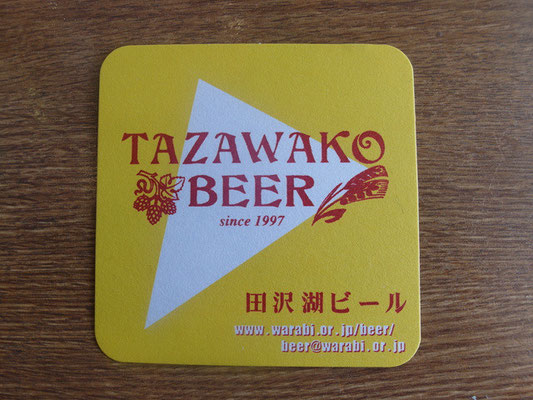 TAZAWAKO
BEER
since 1997
田沢湖ビール
www.warabi.or.jp/beer/
beer@warabi.or.jp